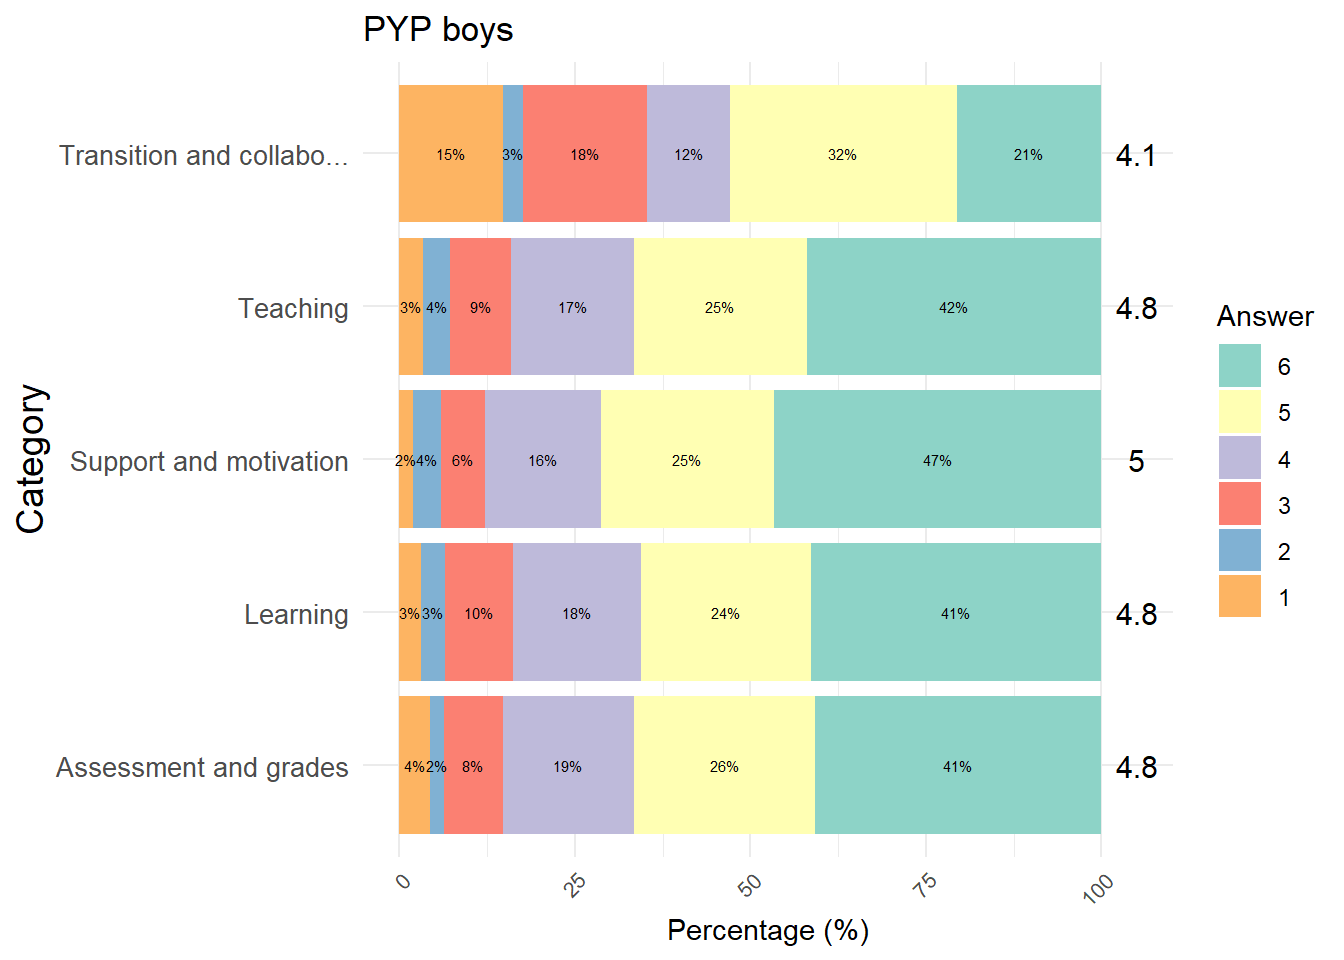 PYP boys
Transition and collabo...
15% 3% 18% 12% 32% 21% 4.1
Teaching
3% 4% 9% 17% 25% 42% 4.8
Support and motivation
2% 4% 6% 16% 25% 47% 5
Learning
3% 3% 10% 18% 24% 41% 4.8
Assessment and grades
4% 2% 8% 19% 26% 41% 4.8
Category
0 25 50 75 100
Percentage (%)
Answer
6
5
4
3
2
1